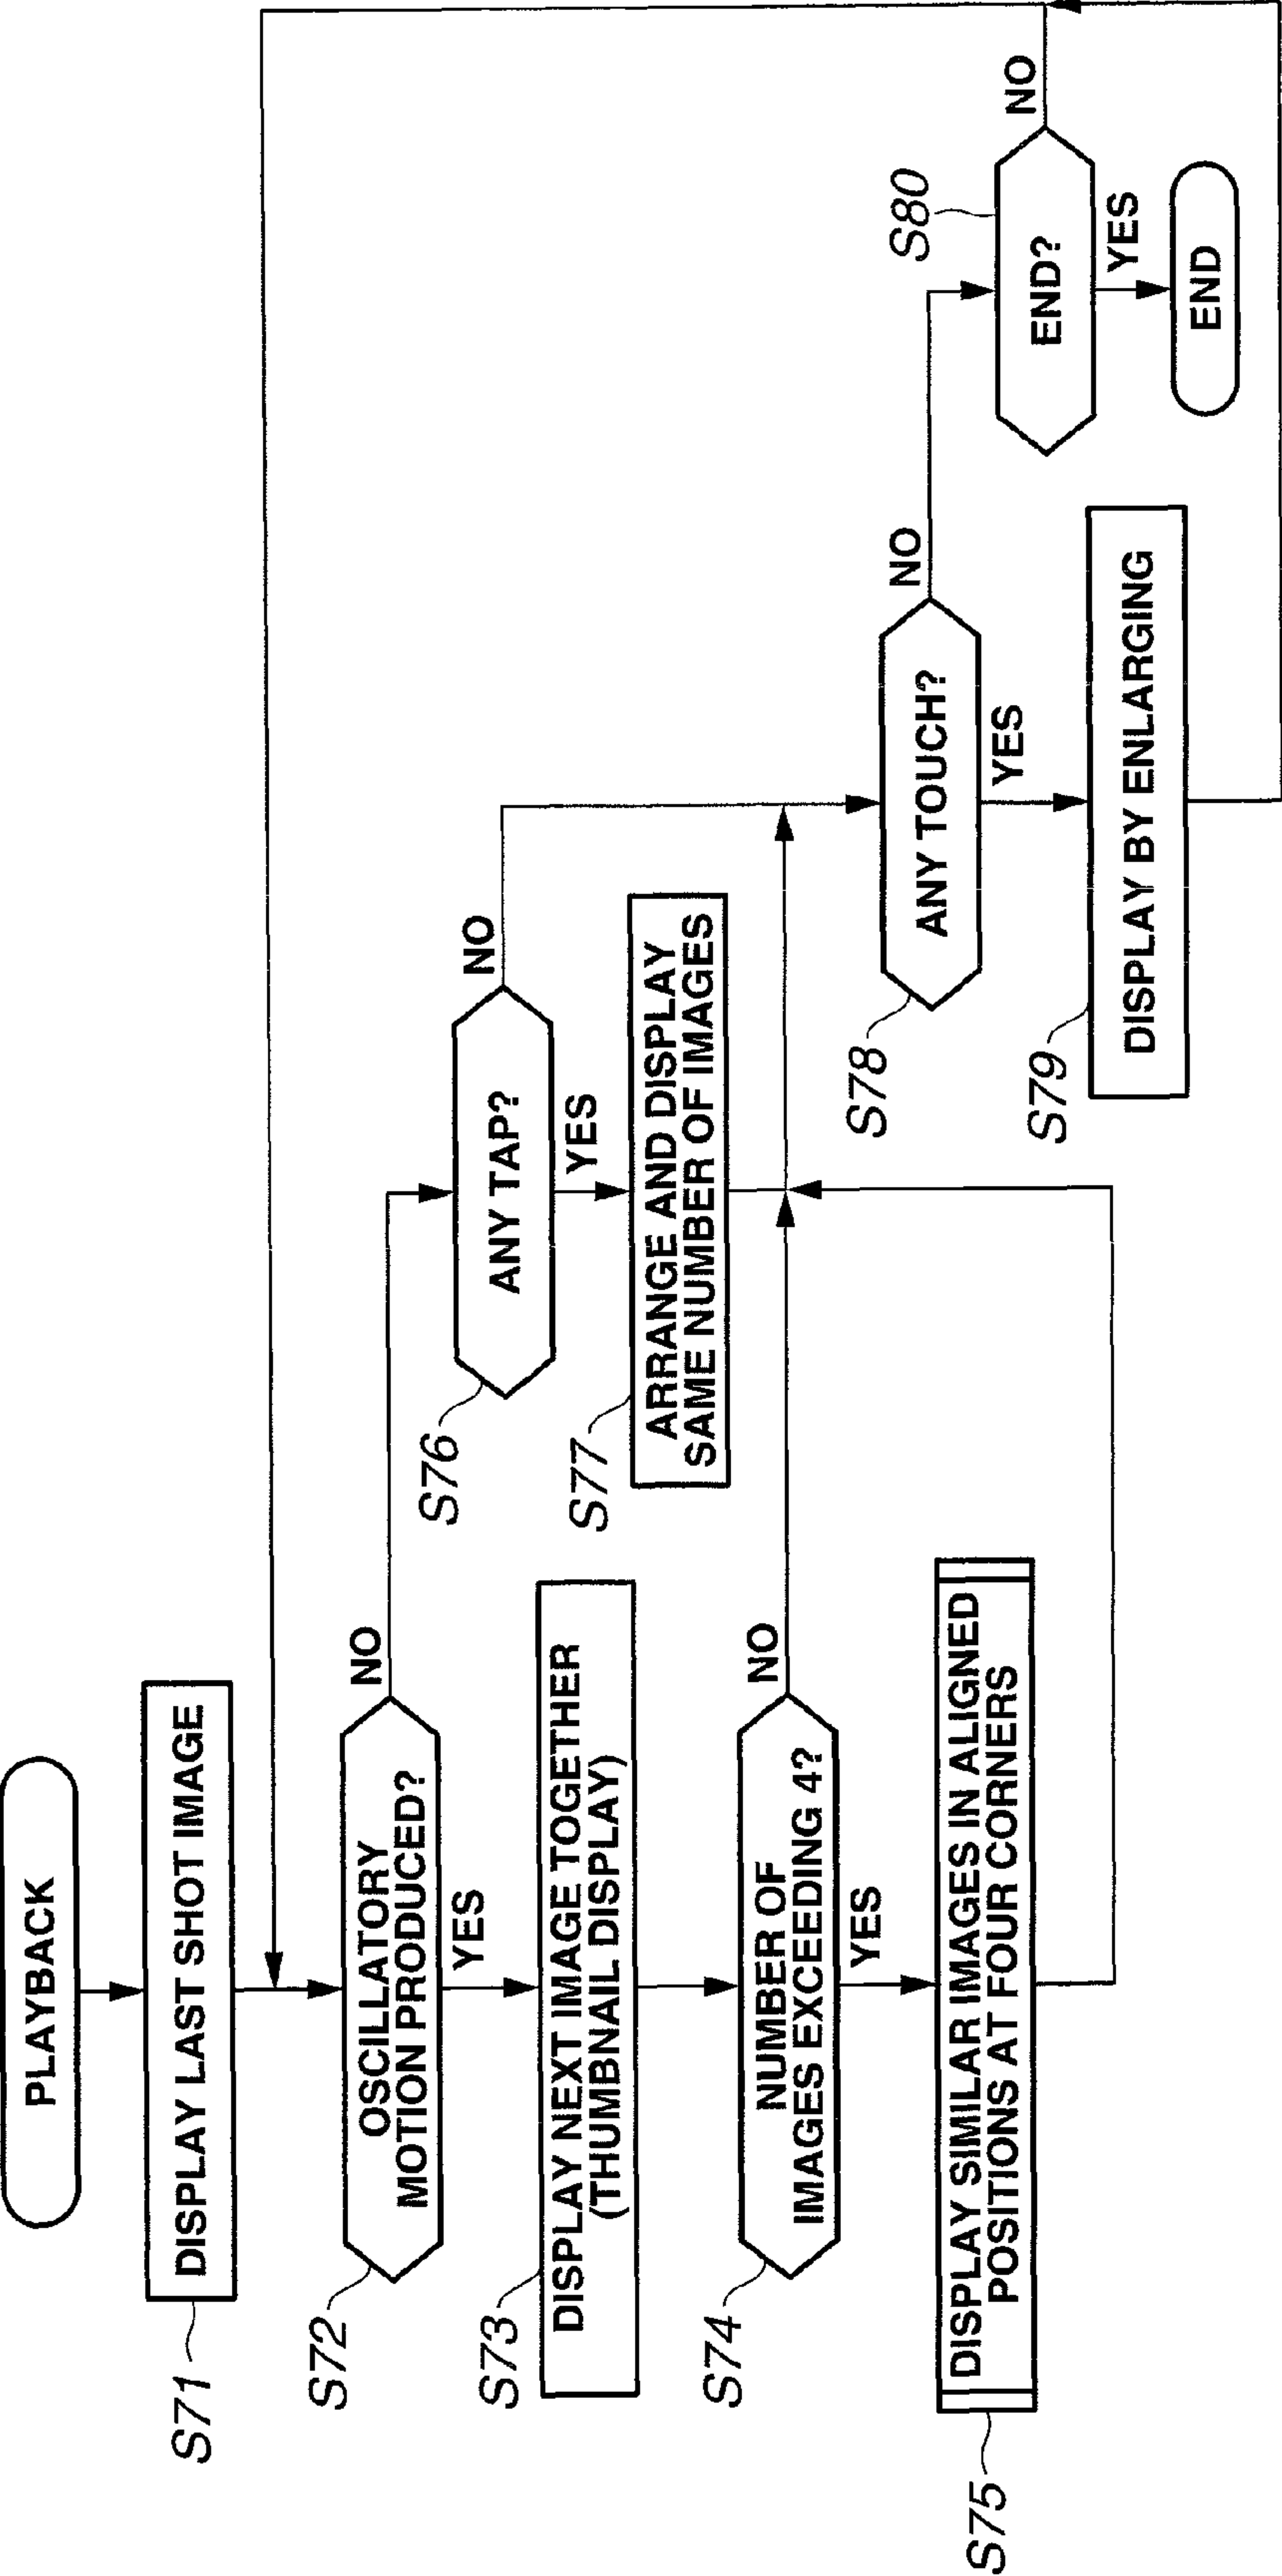 PLAYBACK
S71
DISPLAY LAST SHOT IMAGE
S72
OSCILLATORY
MOTION PRODUCED?
NO
YES
S73
DISPLAY NEXT IMAGE TOGETHER
(THUMBNAIL DISPLAY)
S74
NUMBER OF
IMAGES EXCEEDING 4?
NO
YES
S75
DISPLAY SIMILAR IMAGES IN ALIGNED
POSITIONS AT FOUR CORNERS
S76
ANY TAP?
NO
YES
S77
ARRANGE AND DISPLAY
SAME NUMBER OF IMAGES
S78
ANY TOUCH?
NO
YES
S79
DISPLAY BY ENLARGING
S80
END?
NO
YES
END